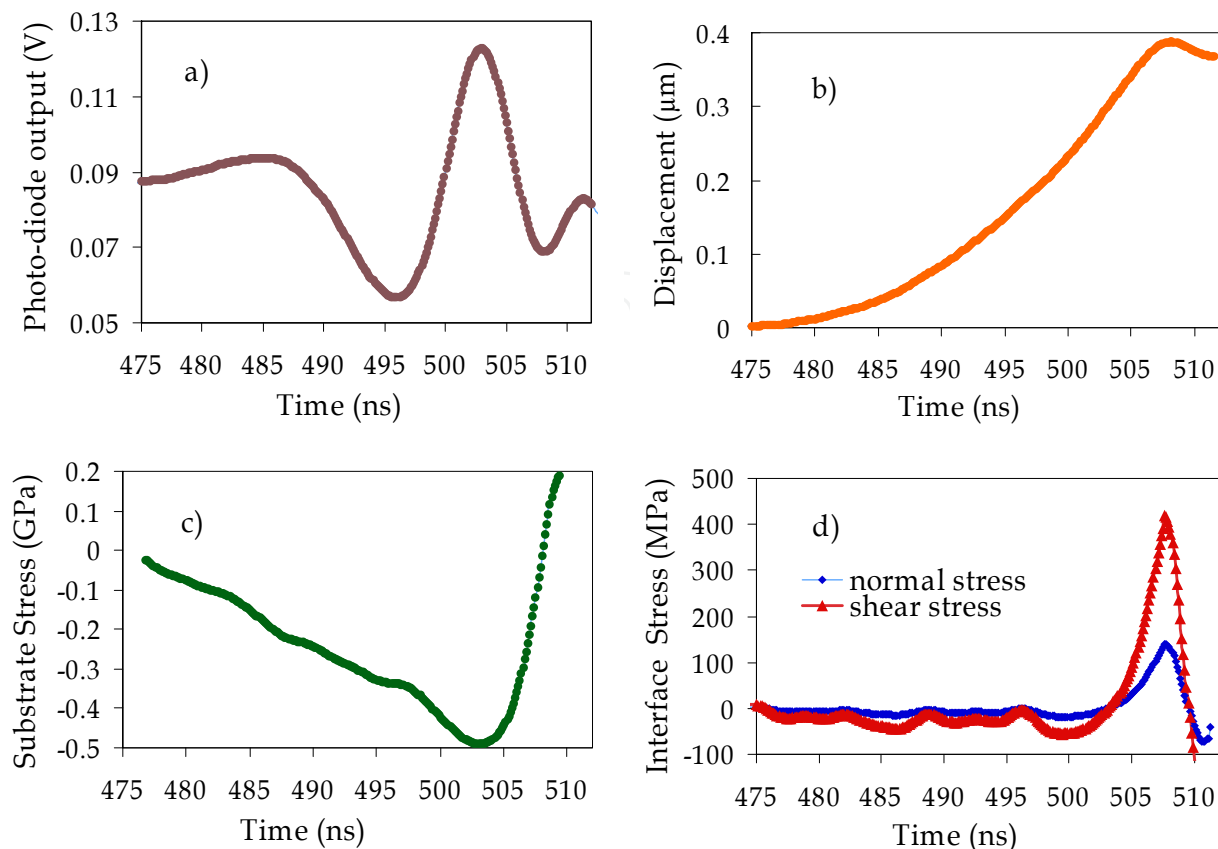 a)
Photo-diode output (V)
0.13
0.11
0.09
0.07
0.05
475 480 485 490 495 500 505 510
Time (ns)
b)
Displacement (µm)
0.4
0.3
0.2
0.1
0
475 480 485 490 495 500 505 510
Time (ns)
c)
Substrate Stress (GPa)
0.2
0.1
0
-0.1
-0.2
-0.3
-0.4
-0.5
475 480 485 490 495 500 505 510
Time (ns)
d)
Interface Stress (MPa)
500
400
300
200
100
0
-100
normal stress
shear stress
475 480 485 490 495 500 505 510
Time (ns)